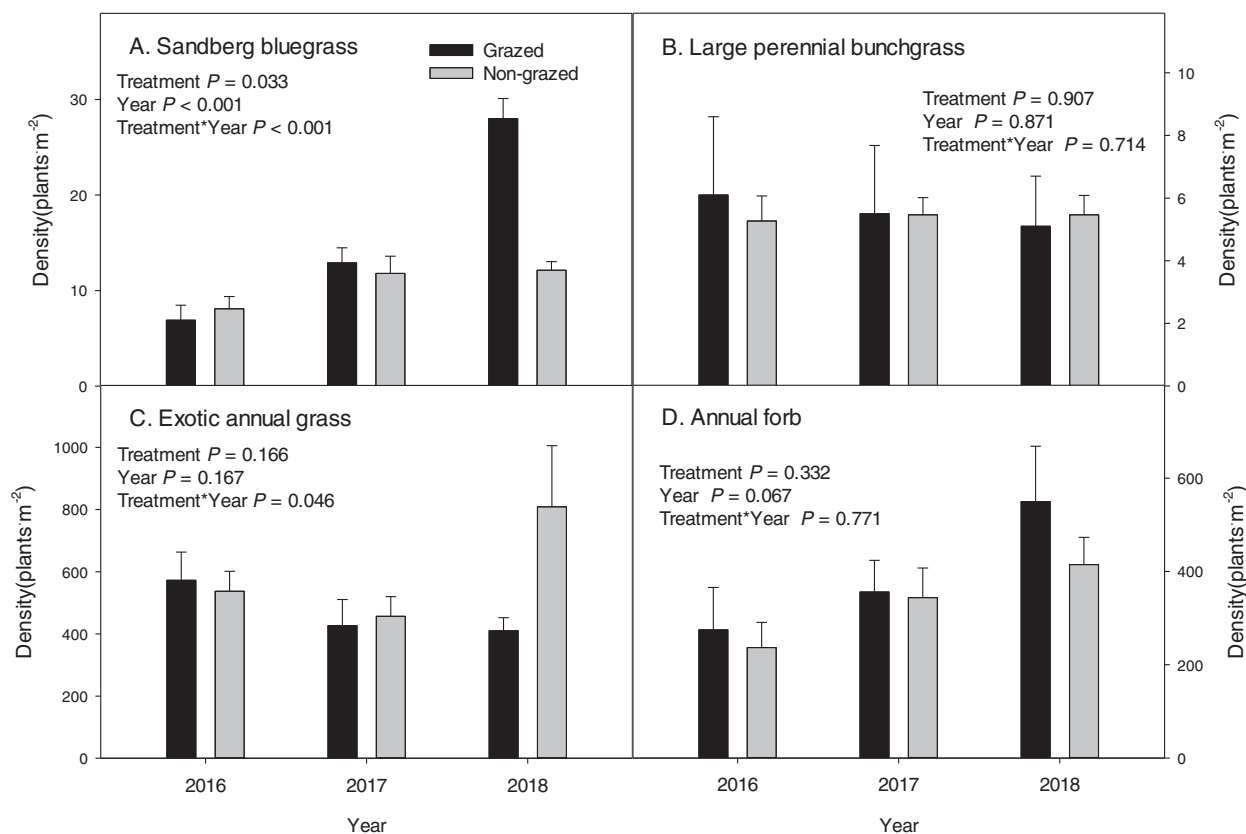 A. Sandberg bluegrass
Grazed
Non-grazed
Treatment P = 0.033
Year P < 0.001
Treatment*Year P < 0.001
Density(plants·m-2)
30
20
10
0
B. Large perennial bunchgrass
Treatment P = 0.907
Year P = 0.871
Treatment*Year P = 0.714
10
8
6
4
2
0
Density(plants·m-2)
C. Exotic annual grass
Treatment P = 0.166
Year P = 0.167
Treatment*Year P = 0.046
Density(plants·m-2)
1000
800
600
400
200
0
2016 2017 2018
Year
D. Annual forb
Treatment P = 0.332
Year P = 0.067
Treatment*Year P = 0.771
600
400
200
0
Density(plants·m-2)
2016 2017 2018
Year